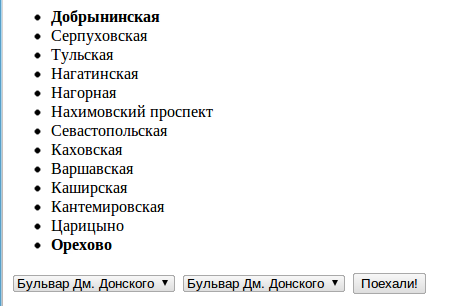 Добрынинская
Серпуховская
Тульская
Нагатинская
Нагорная
Нахимовский проспект
Севастопольская
Каховская
Варшавская
Каширская
Кантемировская
Царицыно
Орехово
Бульвар Дм. Донского Бульвар Дм. Донского Поехали!